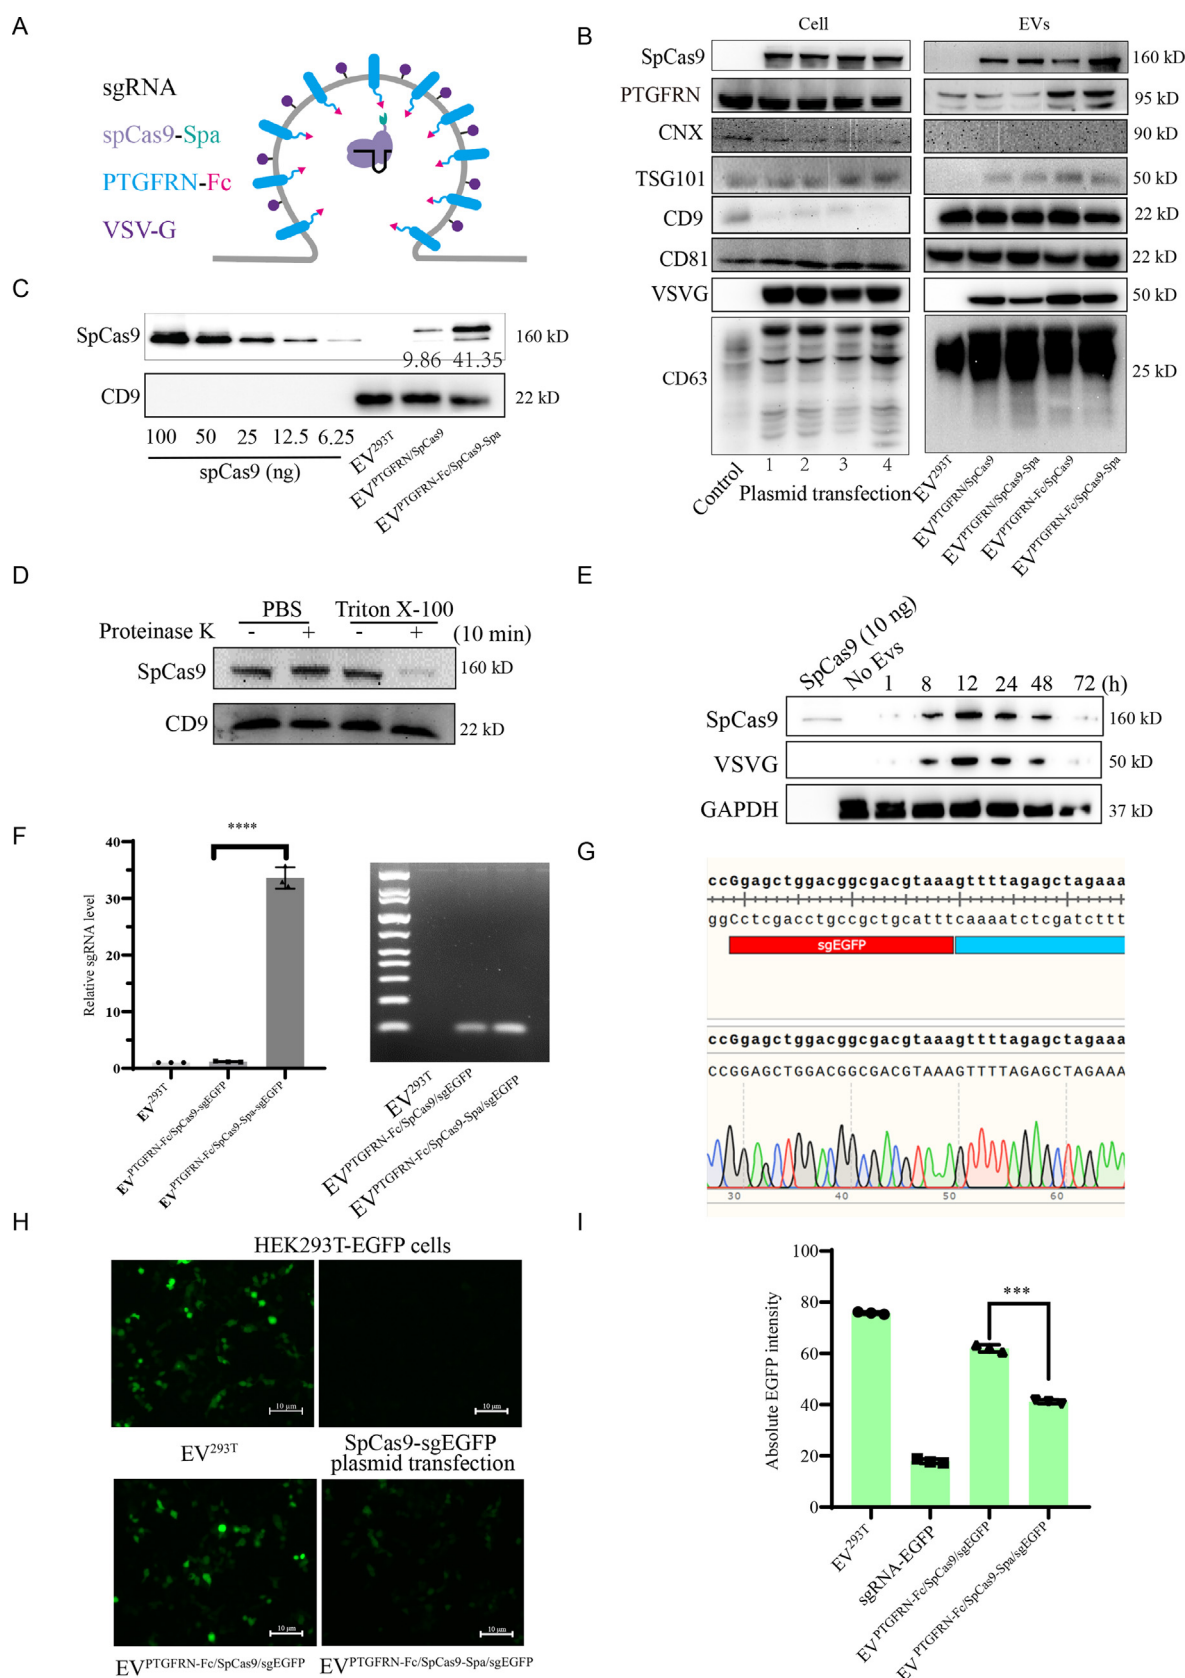 A
sgRNA
spCas9-Spa
PTGFRN-Fc
VSV-G
B
Cell
EVs
SpCas9
160 kD
PTGFRN
95 kD
CNX
90 kD
TSG101
50 kD
CD9
22 kD
CD81
22 kD
VSVG
50 kD
CD63
25 kD
Control
1 2 3 4
Plasmid transfection
EV293T
EVPTGFRN/SpCas9
EVPTGFRN/SpCas9-Spa
EVPTGFRN-Fc/SpCas9
EVPTGFRN-Fc/SpCas9-Spa
C
SpCas9
160 kD
9.86 41.35
CD9
22 kD
100 50 25 12.5 6.25
spCas9 (ng)
EV293T
EVPTGFRN/SpCas9
EVPTGFRN-Fc/SpCas9-Spa
D
PBS Triton X-100
Proteinase K - + - + (10 min)
SpCas9
160 kD
CD9
22 kD
E
SpCas9 (10 ng)
No Evs
1 8 12 24 48 72 (h)
SpCas9
160 kD
VSVG
50 kD
GAPDH
37 kD
F
****
40
30
20
10
0
Relative sgRNA level
EV293T
EVPTGFRN-Fc/SpCas9-sgEGFP
EVPTGFRN-Fc/SpCas9-Spa-sgEGFP
EV293T
EVPTGFRN-Fc/SpCas9/sgEGFP
EVPTGFRN-Fc/SpCas9-Spa/sgEGFP
G
ccGgagctggacggcgacgtaaagttttagagctagaaa
ggCctcgacctgccgctgcatttcaaaatctcgatcttt
sgEGFP
ccGgagctggacggcgacgtaaagttttagagctagaaa
CCGGAGCTGGACGGCGACGTAAAGTTTTAGAGCTAGAAA
30 40 50 60
H
HEK293T-EGFP cells
10 µm
10 µm
EV293T
SpCas9-sgEGFP
plasmid transfection
10 µm
10 µm
EVPTGFRN-Fc/SpCas9/sgEGFP
EVPTGFRN-Fc/SpCas9-Spa/sgEGFP
I
100
80
60
40
20
0
Absolute EGFP intensity
***
EV293T
sgRNA-EGFP
EVPTGFRN-Fc/SpCas9/sgEGFP
EVPTGFRN-Fc/SpCas9-Spa/sgEGFP